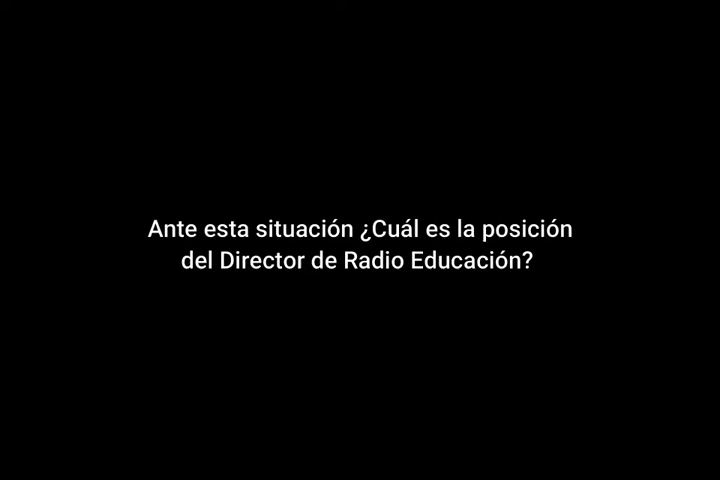 Ante esta situación ¿Cuál es la posición
del Director de Radio Educación?